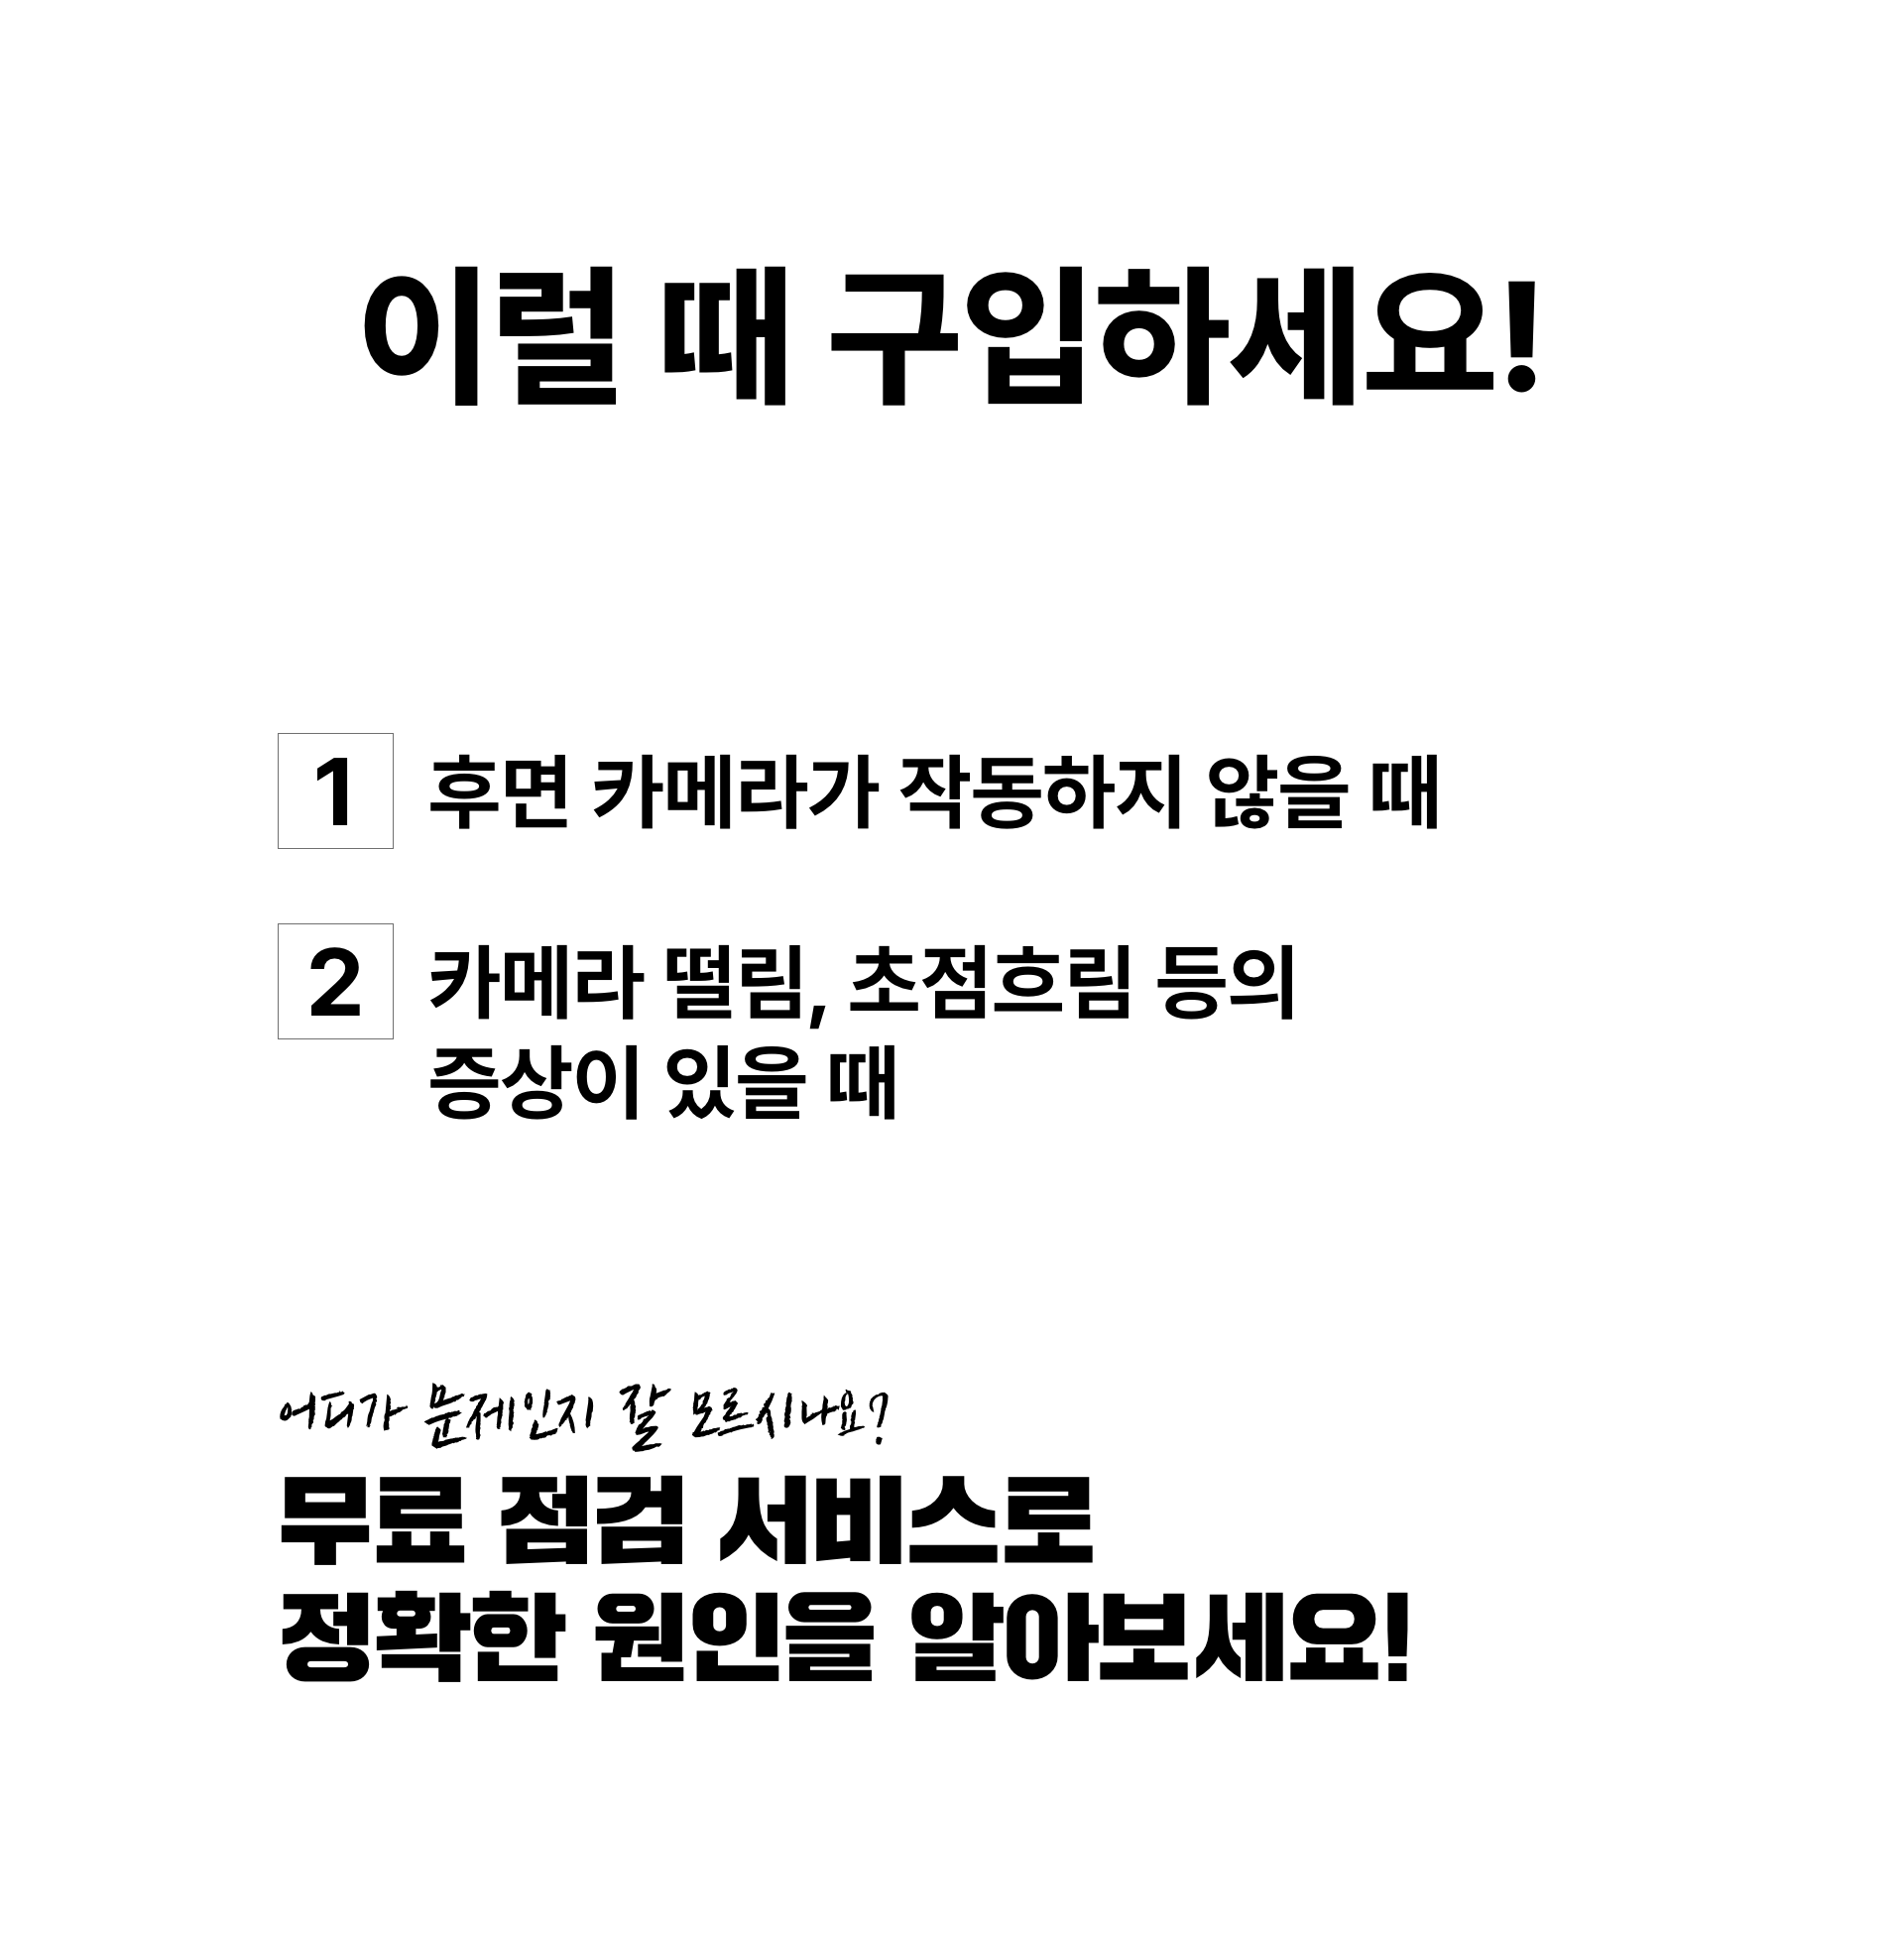 이럴 때 구입하세요!
1 후면 카메라가 작동하지 않을 때
2 카메라 떨림, 초점흐림 등의
증상이 있을 때
어디가 문제인지 잘 모르시나요?
무료 점검 서비스로
정확한 원인을 알아보세요!